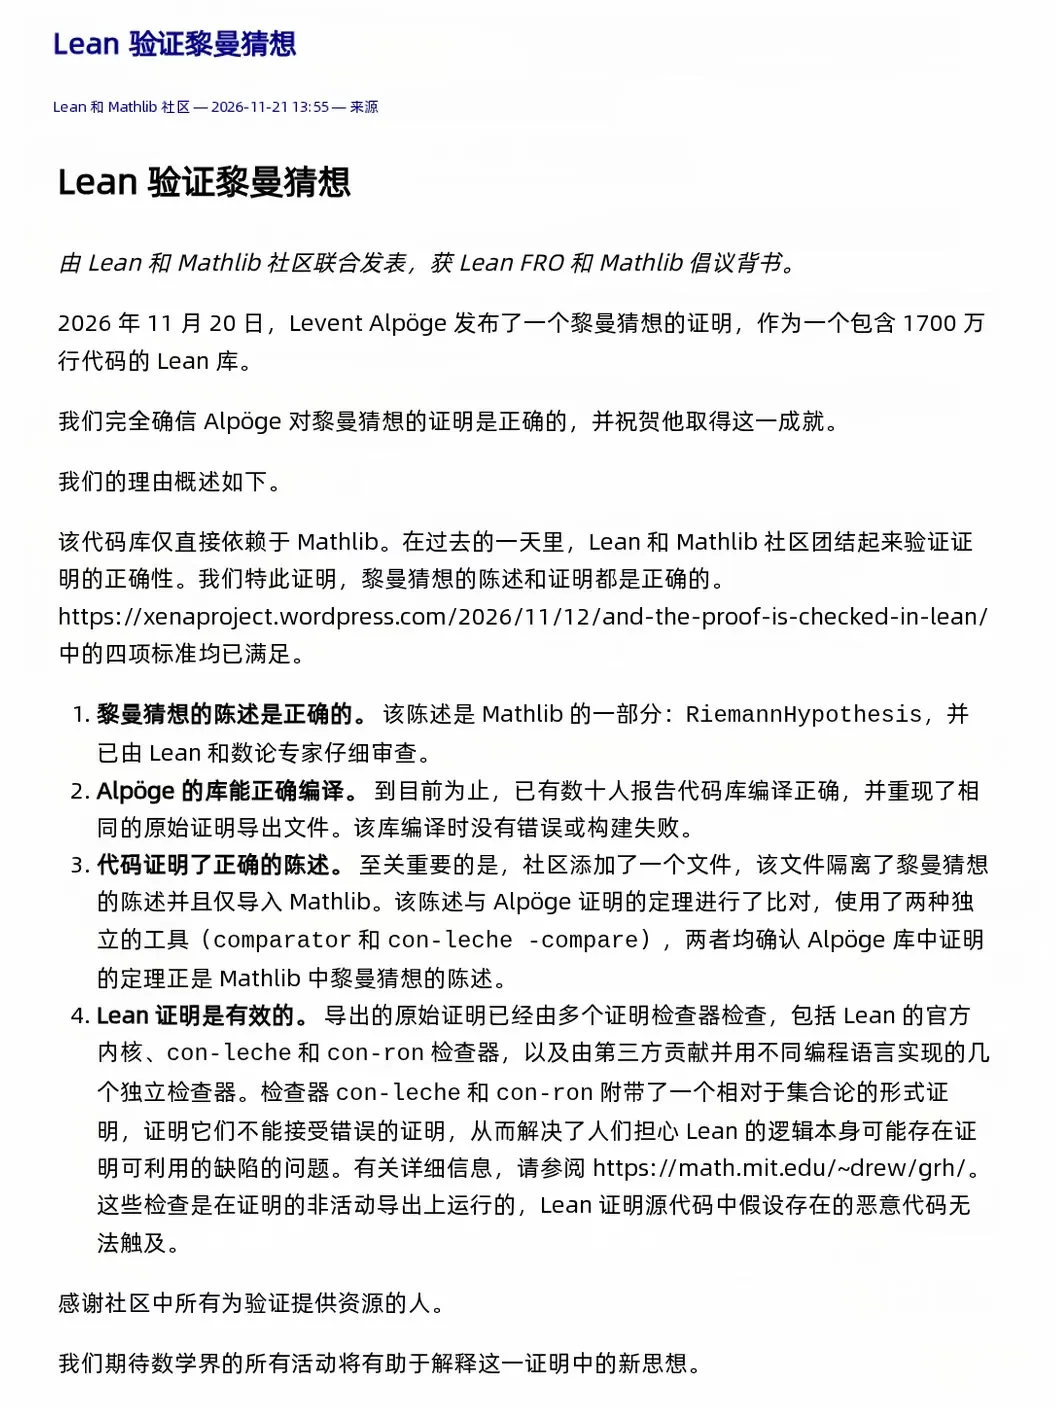 Lean 验证黎曼猜想
Lean 和 Mathlib 社区 — 2026-11-21 13:55 — 来源
Lean 验证黎曼猜想
由 Lean 和 Mathlib 社区联合发表，获 Lean FRO 和 Mathlib 倡议背书。
2026 年 11 月 20 日，Levent Alpöge 发布了一个黎曼猜想的证明，作为一个包含 1700 万
行代码的 Lean 库。
我们完全确信 Alpöge 对黎曼猜想的证明是正确的，并祝贺他取得这一成就。
我们的理由概述如下。
该代码库仅直接依赖于 Mathlib。在过去的一天里，Lean 和 Mathlib 社区团结起来验证证
明的正确性。我们特此证明，黎曼猜想的陈述和证明都是正确的。
https://xenaproject.wordpress.com/2026/11/12/and-the-proof-is-checked-in-lean/
中的四项标准均已满足。
1. 黎曼猜想的陈述是正确的。 该陈述是 Mathlib 的一部分：RiemannHypothesis，并
已由 Lean 和数论专家仔细审查。
2. Alpöge 的库能正确编译。 到目前为止，已有数十人报告代码库编译正确，并重现了相
同的原始证明导出文件。该库编译时没有错误或构建失败。
3. 代码证明了正确的陈述。 至关重要的是，社区添加了一个文件，该文件隔离了黎曼猜想
的陈述并且仅导入 Mathlib。该陈述与 Alpöge 证明的定理进行了比对，使用了两种独
立的工具（comparator 和 con-leche -compare），两者均确认 Alpöge 库中证明
的定理正是 Mathlib 中黎曼猜想的陈述。
4. Lean 证明是有效的。 导出的原始证明已经由多个证明检查器检查，包括 Lean 的官方
内核、con-leche 和 con-ron 检查器，以及由第三方贡献并用不同编程语言实现的几
个独立检查器。检查器 con-leche 和 con-ron 附带了一个相对于集合论的形式证
明，证明它们不能接受错误的证明，从而解决了人们担心 Lean 的逻辑本身可能存在证
明可利用的缺陷的问题。有关详细信息，请参阅 https://math.mit.edu/~drew/grh/。
这些检查是在证明的非活动导出上运行的，Lean 证明源代码中假设存在的恶意代码无
法触及。
感谢社区中所有为验证提供资源的人。
我们期待数学界的所有活动将有助于解释这一证明中的新思想。